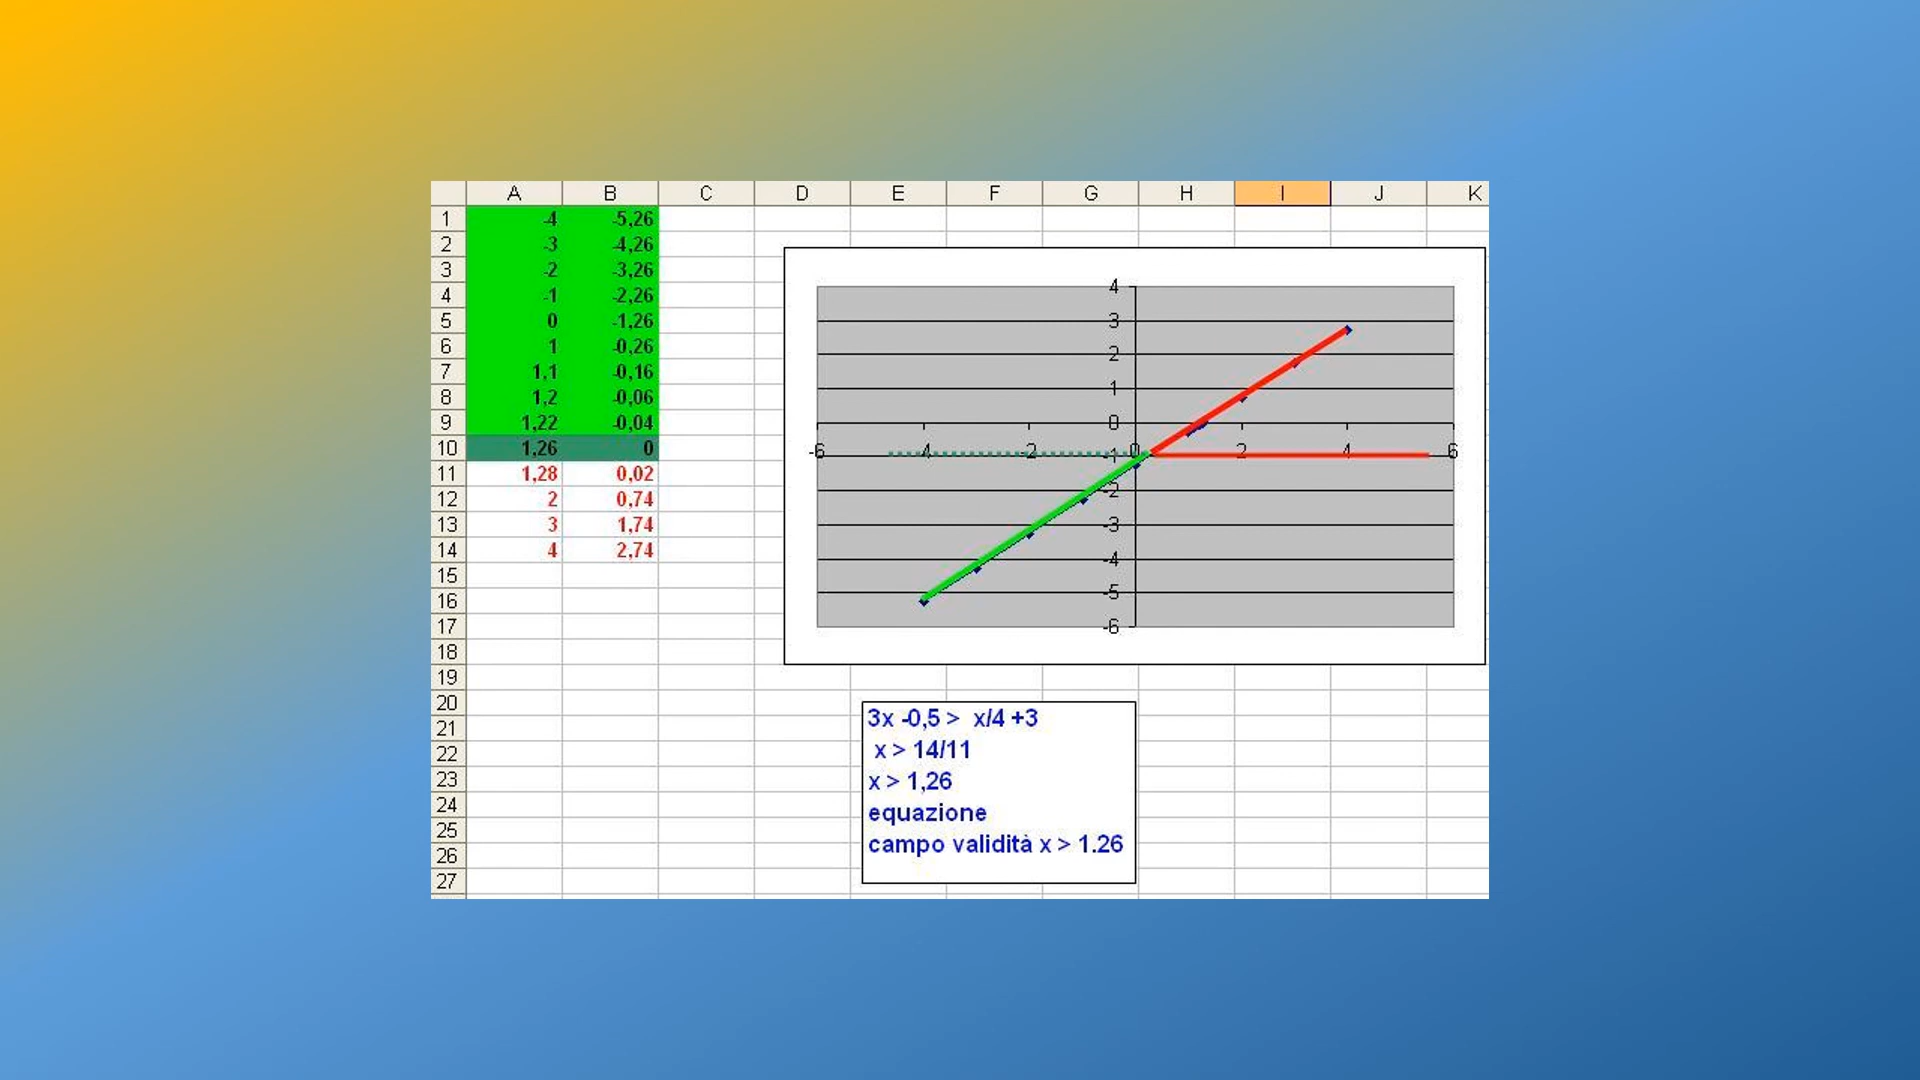 A B C D E F G H I J K
1 -4 -5,26
2 -3 -4,26
3 -2 -3,26
4 -1 -2,26
5 0 -1,26
6 1 -0,26
7 1,1 -0,16
8 1,2 -0,06
9 1,22 -0,04
10 1,26 0
11 1,28 0,02
12 2 0,74
13 3 1,74
14 4 2,74
15
16
17
18
19
20
21
22
23
24
25
26
27
4
3
2
1
0
-6 -4 -2 0 2 4 6
-1
-2
-3
-4
-5
-6
3x -0,5 > x/4 +3
x > 14/11
x > 1,26
equazione
campo validità x > 1.26